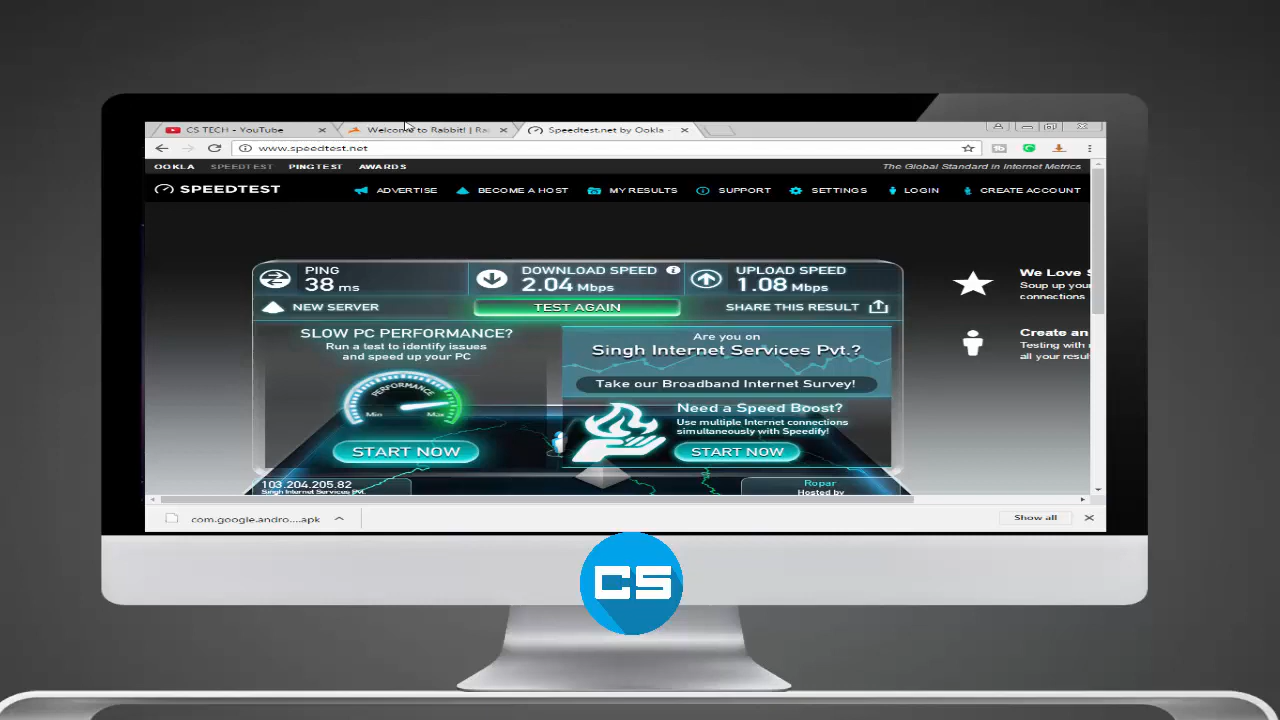 CS TECH - YouTube
Welcome to Rabbit! | Ra
Speedtest.net by Ookla -
www.speedtest.net
OOKLA SPEEDTEST PINGTEST AWARDS
The Global Standard in Internet Metrics
SPEEDTEST
ADVERTISE BECOME A HOST MY RESULTS SUPPORT SETTINGS LOGIN CREATE ACCOUNT
PING
38 ms
DOWNLOAD SPEED
2.04 Mbps
UPLOAD SPEED
1.08 Mbps
NEW SERVER
TEST AGAIN
SHARE THIS RESULT
We Love S
Soup up your
connections
Create an
Testing with
all your resul
SLOW PC PERFORMANCE?
Run a test to identify issues
and speed up your PC
PERFORMANCE
Min Max
START NOW
Are you on
Singh Internet Services Pvt.?
Take our Broadband Internet Survey!
Need a Speed Boost?
Use multiple Internet connections
simultaneously with Speedify!
START NOW
103.204.205.82
Singh Internet Services Pvt.
Ropar
Hosted by
com.google.andro....apk
Show all
CS